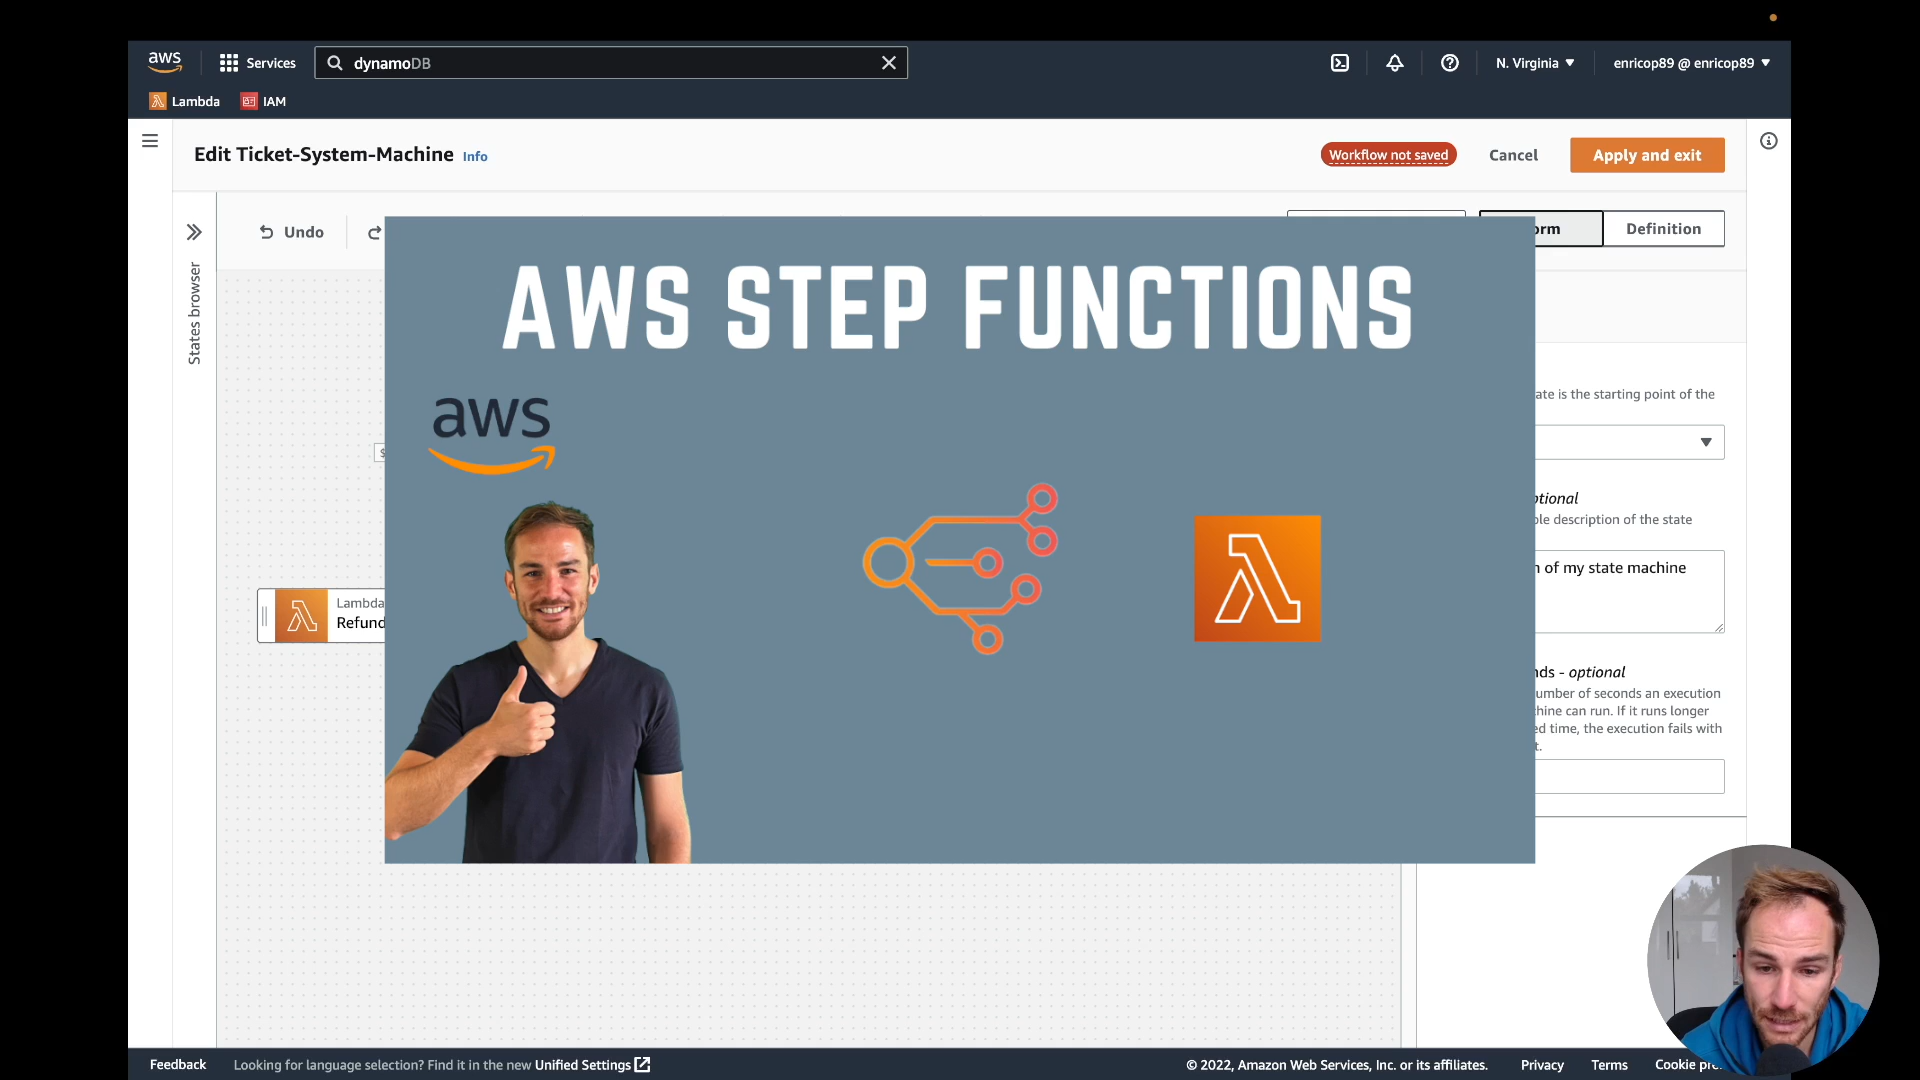 aws
Services
dynamoDB
N. Virginia
enricop89 @ enricop89
Lambda
IAM
Edit Ticket-System-Machine Info
Workflow not saved
Cancel
Apply and exit
Undo
orm
Definition
States browser
AWS STEP FUNCTIONS
aws
ate is the starting point of the
$
ptional
ble description of the state
of my state machine
Lambda
Refund
nds - optional
umber of seconds an execution
chine can run. If it runs longer
ed time, the execution fails with
t.
Feedback
Looking for language selection? Find it in the new Unified Settings
© 2022, Amazon Web Services, Inc. or its affiliates.
Privacy
Terms
Cookie pre